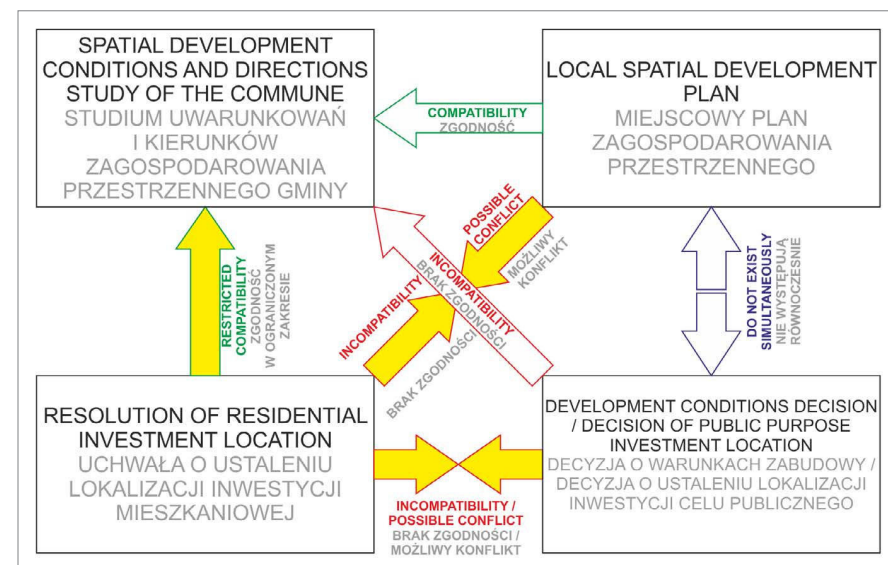 SPATIAL DEVELOPMENT
CONDITIONS AND DIRECTIONS
STUDY OF THE COMMUNE
STUDIUM UWARUNKOWAŃ
I KIERUNKÓW
ZAGOSPODAROWANIA
PRZESTRZENNEGO GMINY
COMPATIBILITY
ZGODNOŚĆ
LOCAL SPATIAL DEVELOPMENT
PLAN
MIEJSCOWY PLAN
ZAGOSPODAROWANIA
PRZESTRZENNEGO
RESTRICTED
COMPATIBILITY
ZGODNOŚĆ
W OGRANICZONYM
ZAKRESIE
POSSIBLE
CONFLICT
MOŻLIWY
KONFLIKT
INCOMPATIBILITY
BRAK ZGODNOŚCI
INCOMPATIBILITY
BRAK ZGODNOŚCI
DO NOT EXIST
SIMULTANEOUSLY
NIE WYSTĘPUJĄ
RÓWNOCZEŚNIE
RESOLUTION OF RESIDENTIAL
INVESTMENT LOCATION
UCHWAŁA O USTALENIU
LOKALIZACJI INWESTYCJI
MIESZKANIOWEJ
INCOMPATIBILITY /
POSSIBLE CONFLICT
BRAK ZGODNOŚCI /
MOŻLIWY KONFLIKT
DEVELOPMENT CONDITIONS DECISION
/ DECISION OF PUBLIC PURPOSE
INVESTMENT LOCATION
DECYZJA O WARUNKACH ZABUDOWY /
DECYZJA O USTALENIU LOKALIZACJI
INWESTYCJI CELU PUBLICZNEGO